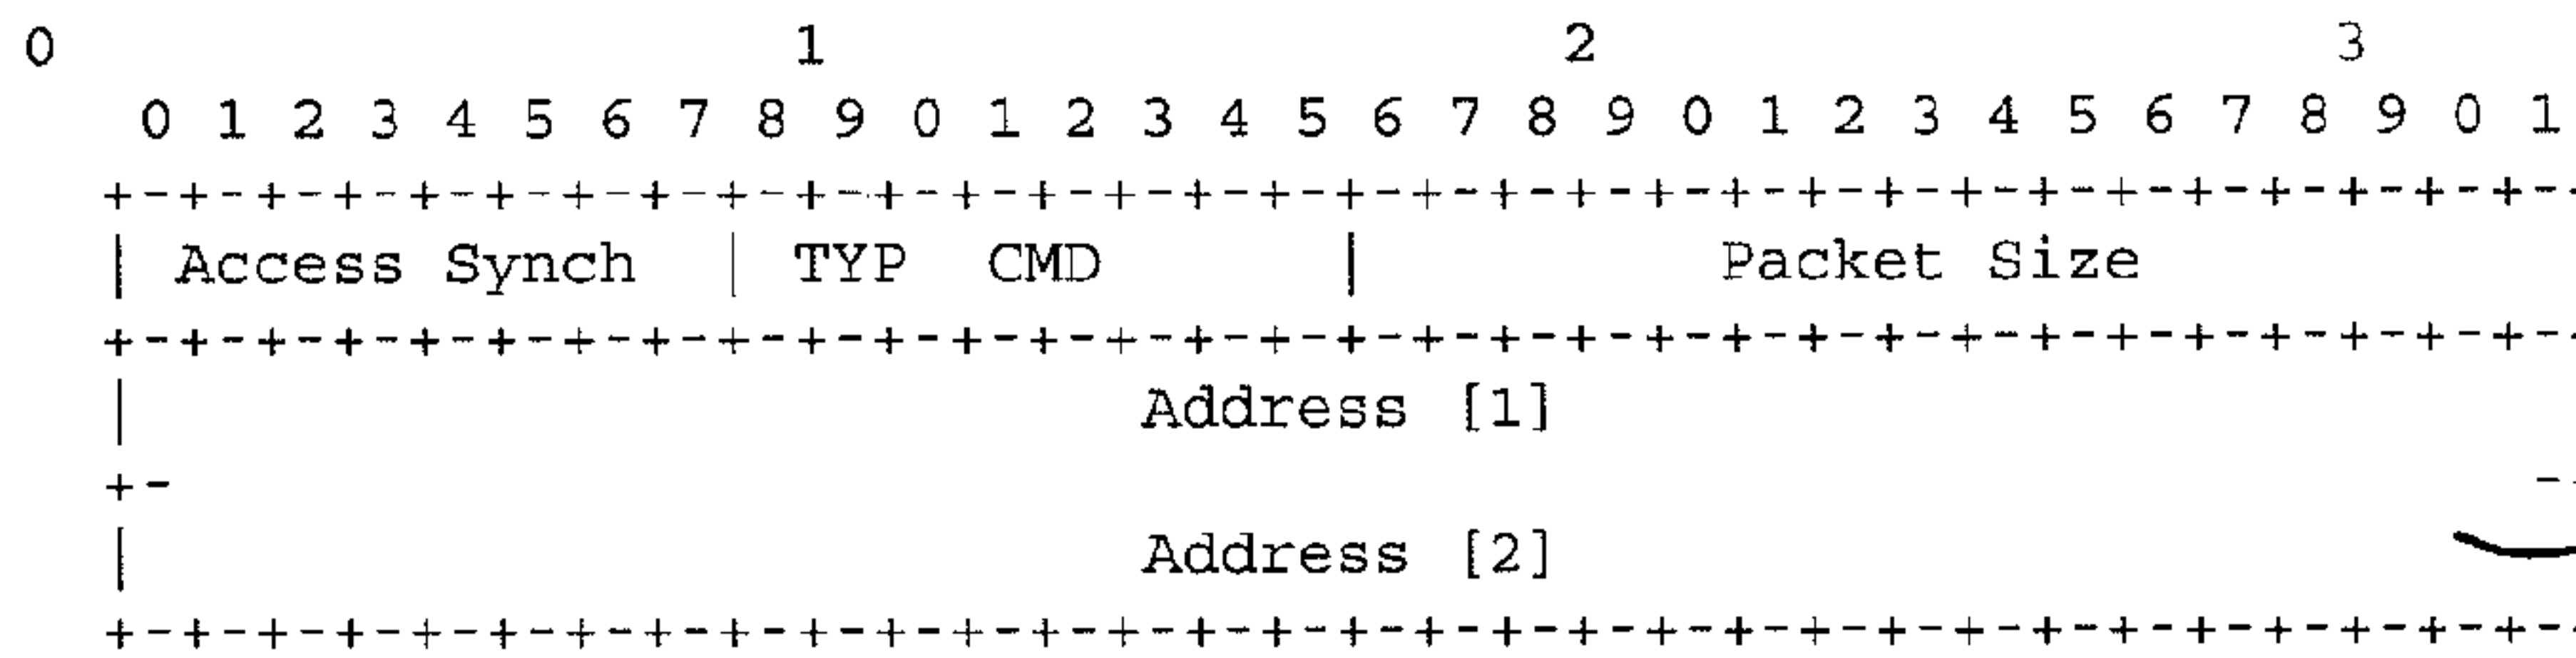 0                   1                   2                   3
   0 1 2 3 4 5 6 7 8 9 0 1 2 3 4 5 6 7 8 9 0 1 2 3 4 5 6 7 8 9 0 1
  +-+-+-+-+-+-+-+-+-+-+-+-+-+-+-+-+-+-+-+-+-+-+-+-+-+-+-+-+-+-+-+-
  | Access Synch  | TYP  CMD      |         Packet Size
  +-+-+-+-+-+-+-+-+-+-+-+-+-+-+-+-+-+-+-+-+-+-+-+-+-+-+-+-+-+-+-+-
  |                          Address [1]
  +-                                                             -
  |                          Address [2]
  +-+-+-+-+-+-+-+-+-+-+-+-+-+-+-+-+-+-+-+-+-+-+-+-+-+-+-+-+-+-+-+-